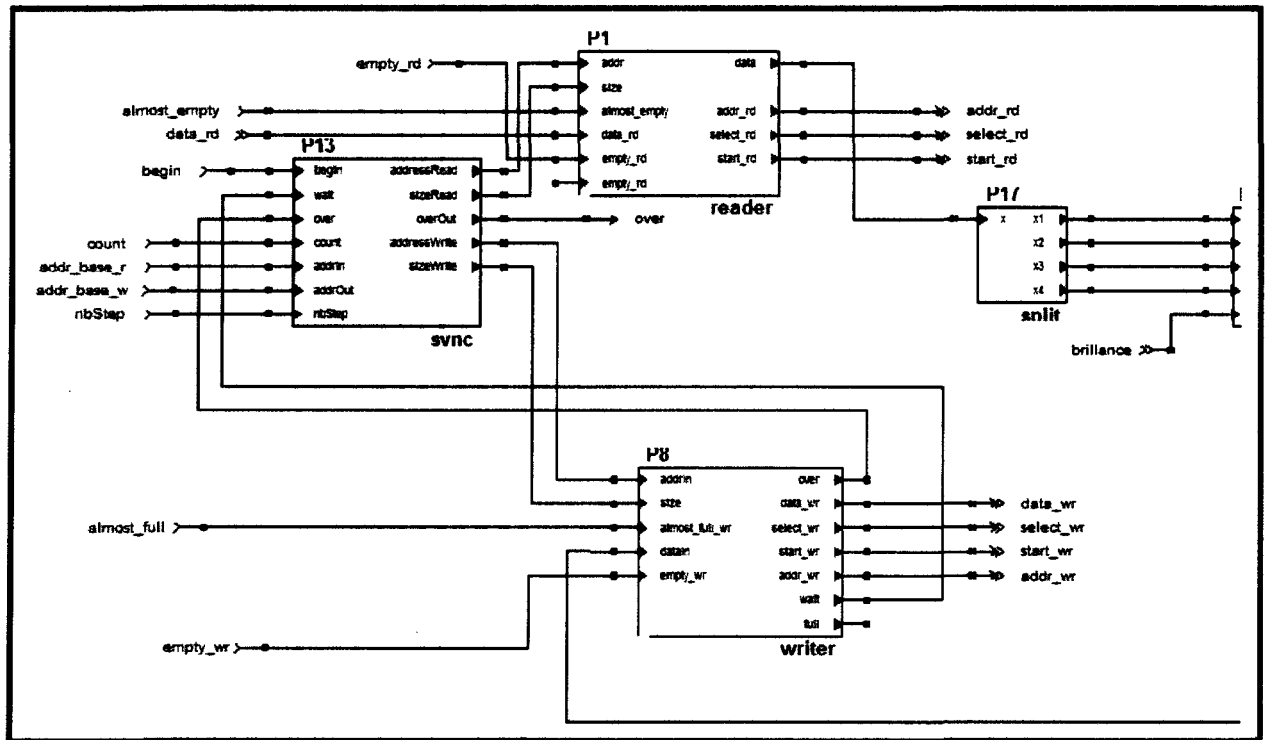 P1
empty_rd
addr
data
size
almost_empty
almost_empty
addr_rd
addr_rd
data_rd
data_rd
select_rd
select_rd
empty_rd
start_rd
start_rd
empty_rd
reader
P13
begin
begin
addressRead
wait
sizeRead
over
overOut
over
count
count
addressWrite
addr_base_r
addrIn
sizeWrite
addr_base_w
addrOut
nbStep
nbStep
sync
P17
x
x1
x2
x3
x4
split
brillance
P8
addrIn
over
size
data_wr
data_wr
almost_full
almost_full_wr
select_wr
select_wr
dataIn
start_wr
start_wr
empty_wr
addr_wr
addr_wr
wait
full
empty_wr
writer